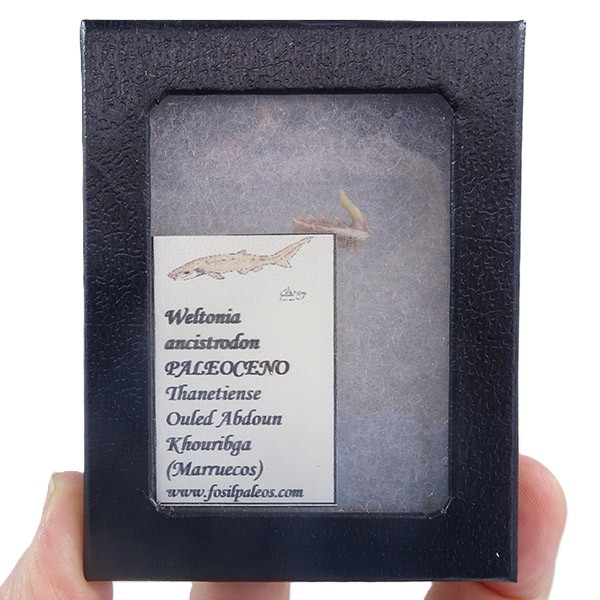 Weltonia
ancistrodon
PALEOCENO
Thanetiense
Ouled Abdoun
Khouribga
(Marruecos)
www.fosilpaleos.com